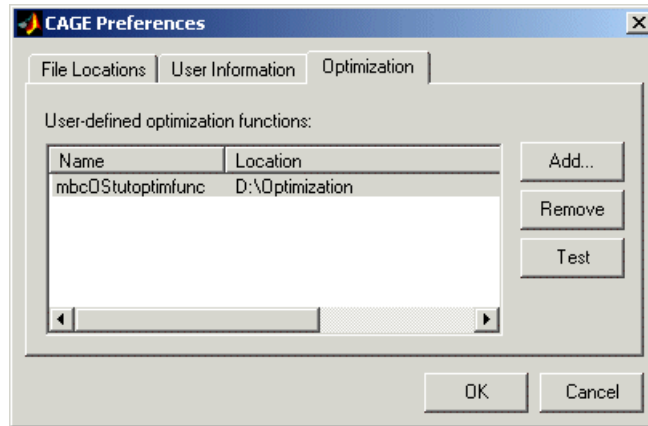 CAGE Preferences
File Locations User Information Optimization
User-defined optimization functions:
Name Location Add...
mbcOStutoptimfunc D:\Optimization
Remove
Test
OK Cancel